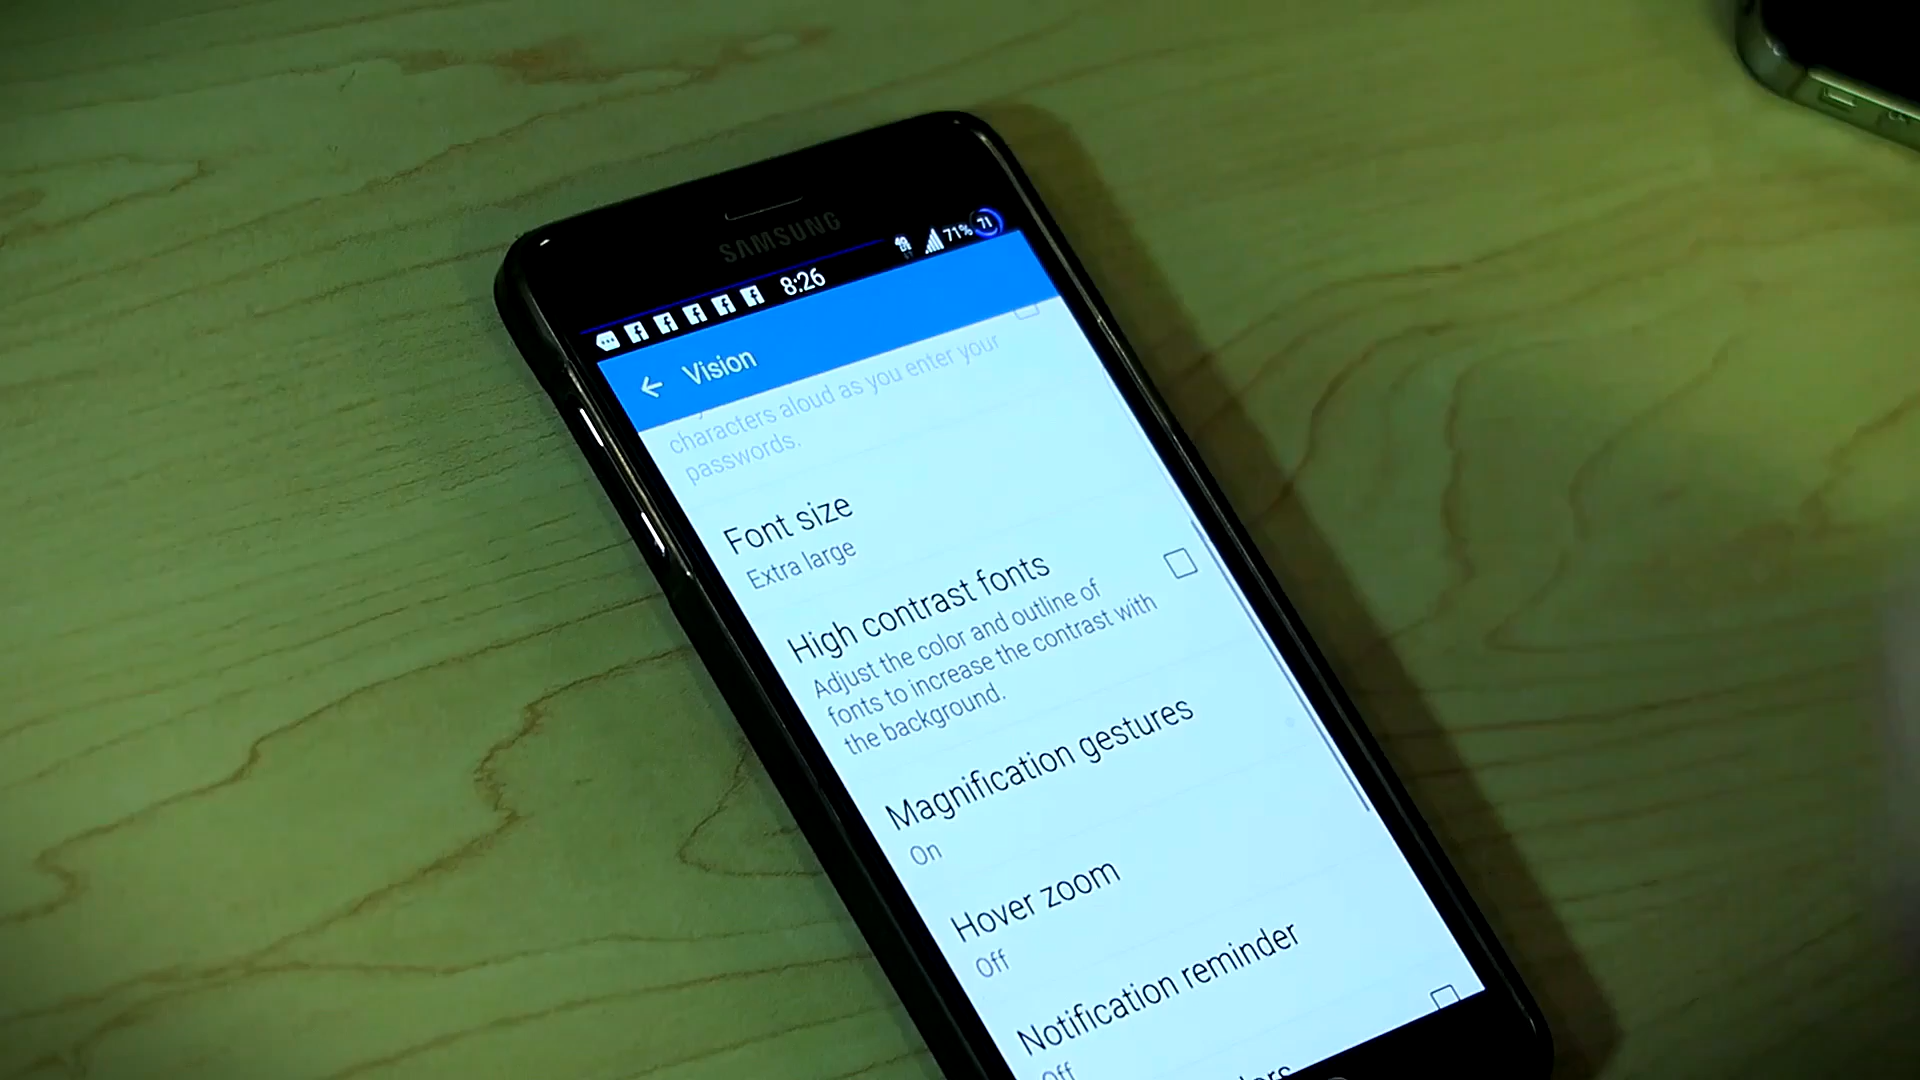 SAMSUNG
8:26 71% 71
Vision
characters aloud as you enter your
passwords.
Font size
Extra large
High contrast fonts
Adjust the color and outline of
fonts to increase the contrast with
the background.
Magnification gestures
On
Hover zoom
Off
Notification reminder
Off